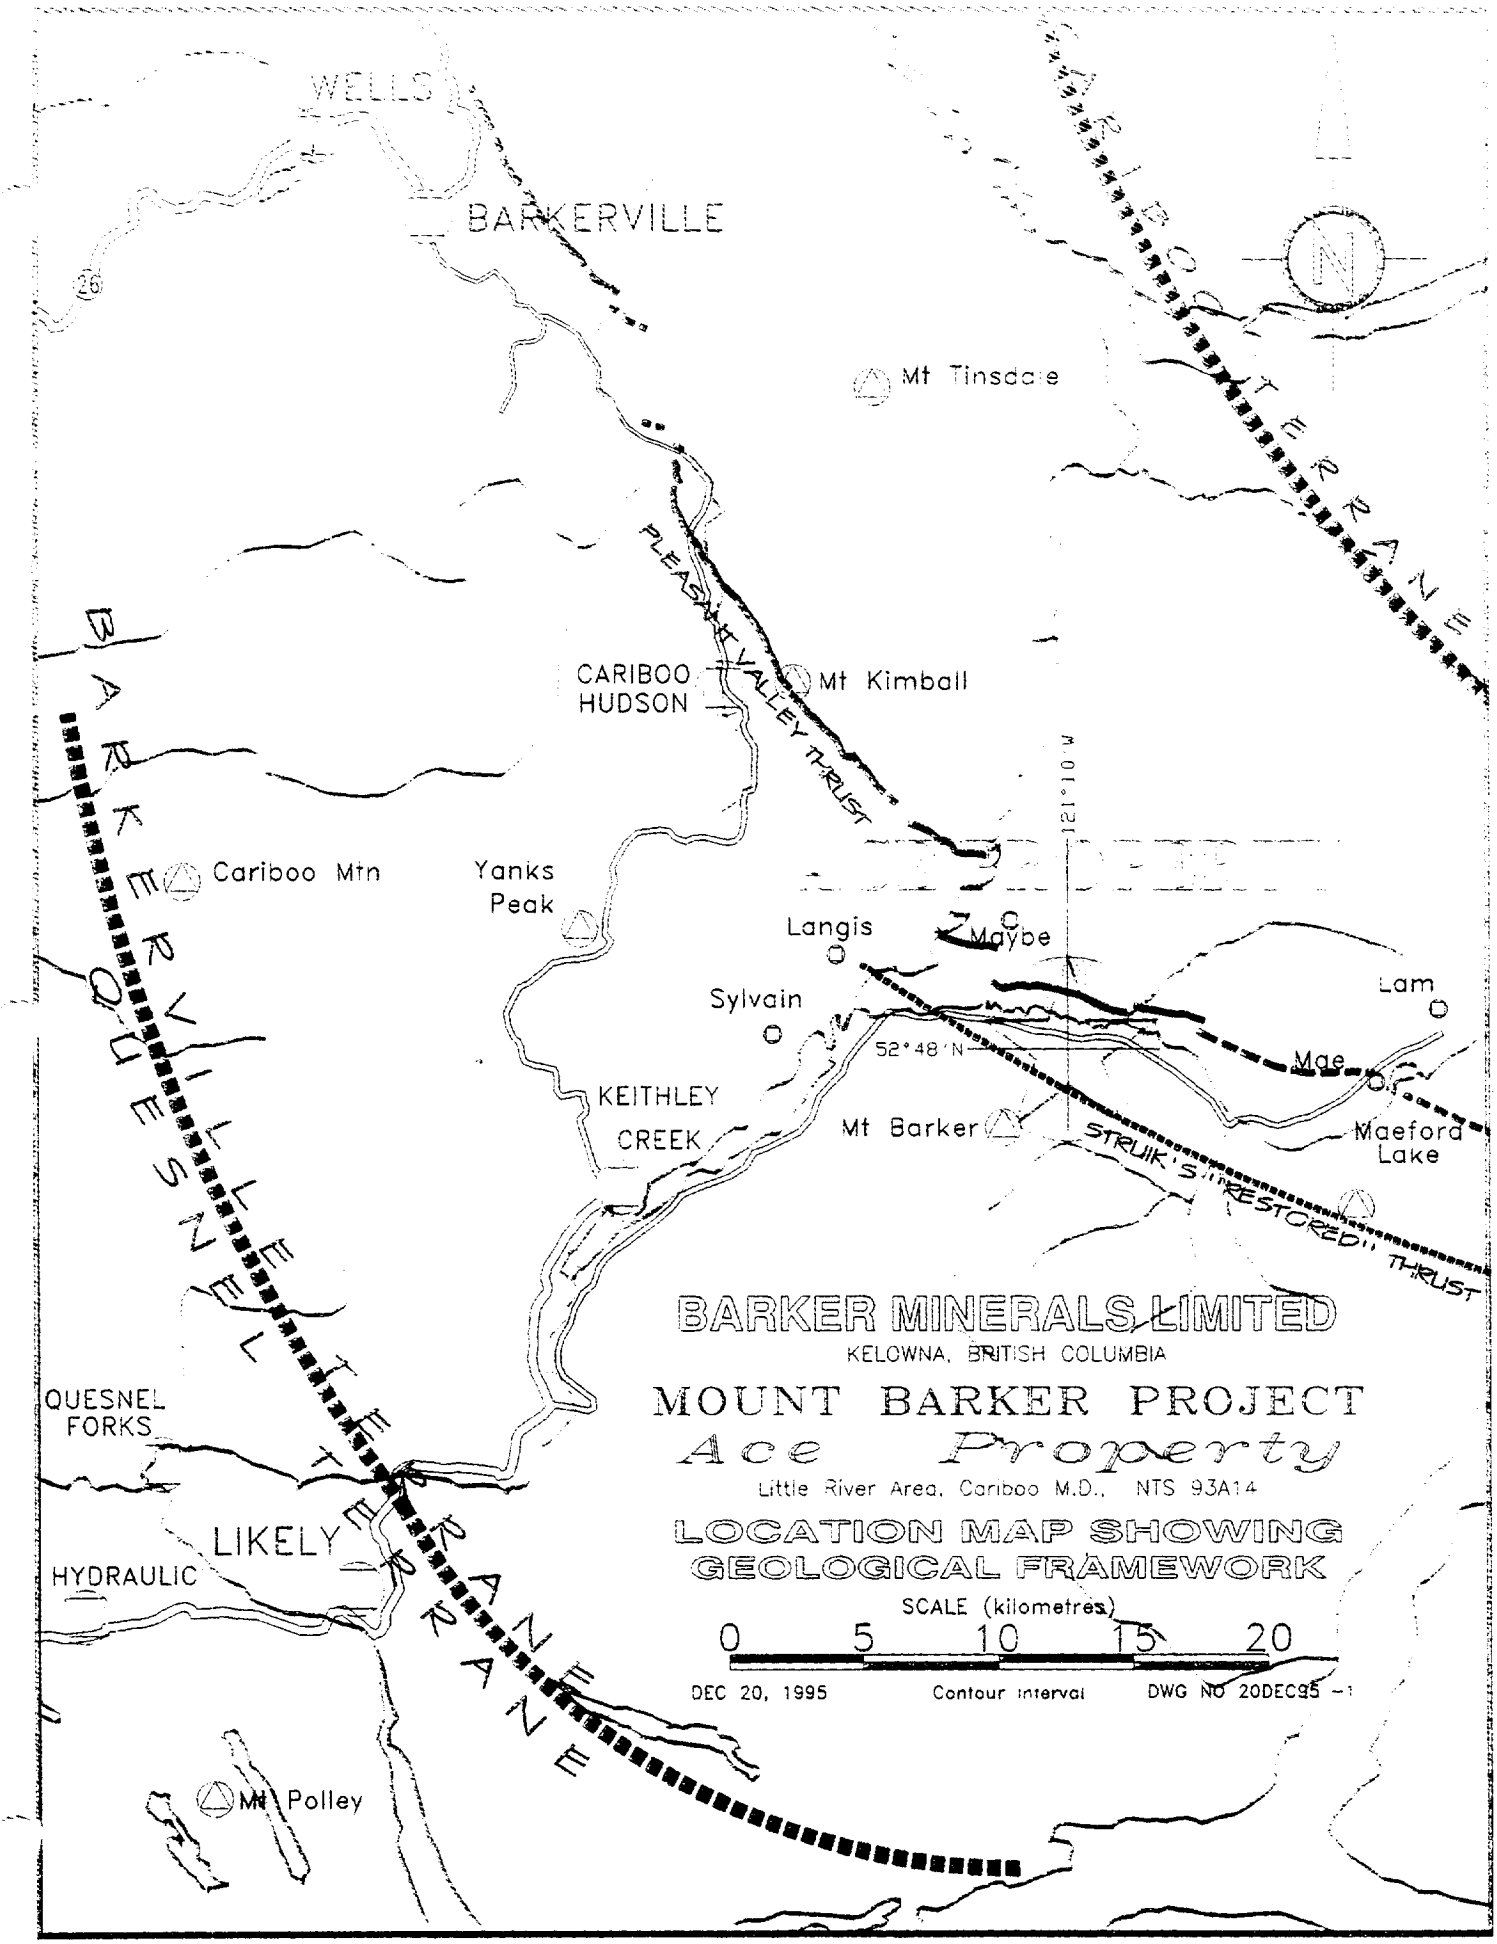 WELLS
BARKERVILLE
26
N
CARIBOO TERRANE
Mt Tinsdale
PLEASANT VALLEY THRUST
CARIBOO
HUDSON
Mt Kimball
BARKERVILLE TERRANE
QUESNEL TERRANE
121°10'W
Cariboo Mtn
Yanks
Peak
Langis
Maybe
Sylvain
Lam
52°48'N
Mae
KEITHLEY
CREEK
Mt Barker
Maeford
Lake
STRUIK'S "RESTORED" THRUST
BARKER MINERALS LIMITED
KELOWNA, BRITISH COLUMBIA
MOUNT BARKER PROJECT
Ace Property
Little River Area, Cariboo M.D., NTS 93A14
LOCATION MAP SHOWING
GEOLOGICAL FRAMEWORK
SCALE (kilometres)
0 5 10 15 20
DEC 20, 1995 Contour interval DWG NO 20DEC95 -1
QUESNEL
FORKS
LIKELY
HYDRAULIC
Mt Polley